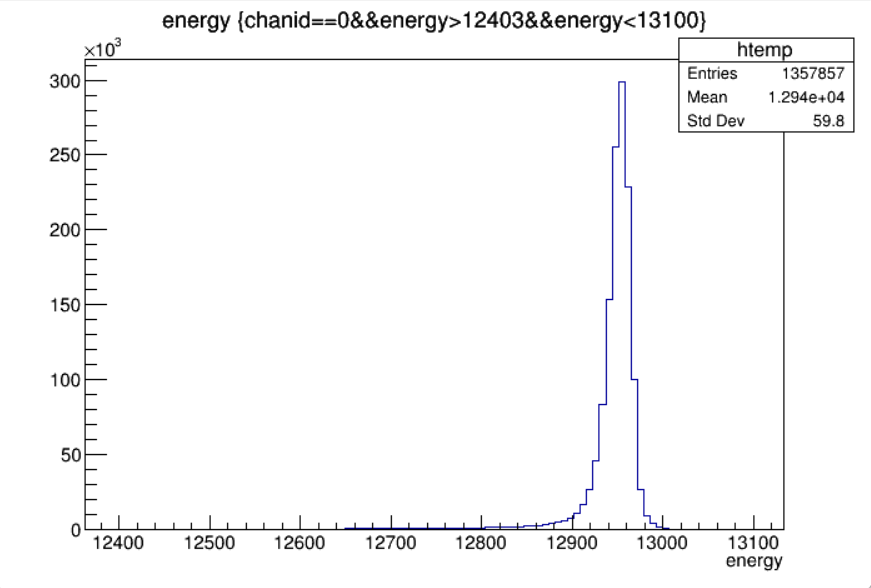 energy {chanid==0&&energy>12403&&energy<13100}
×10³
htemp
Entries 1357857
Mean 1.294e+04
Std Dev 59.8
300
250
200
150
100
50
0
12400 12500 12600 12700 12800 12900 13000 13100
energy